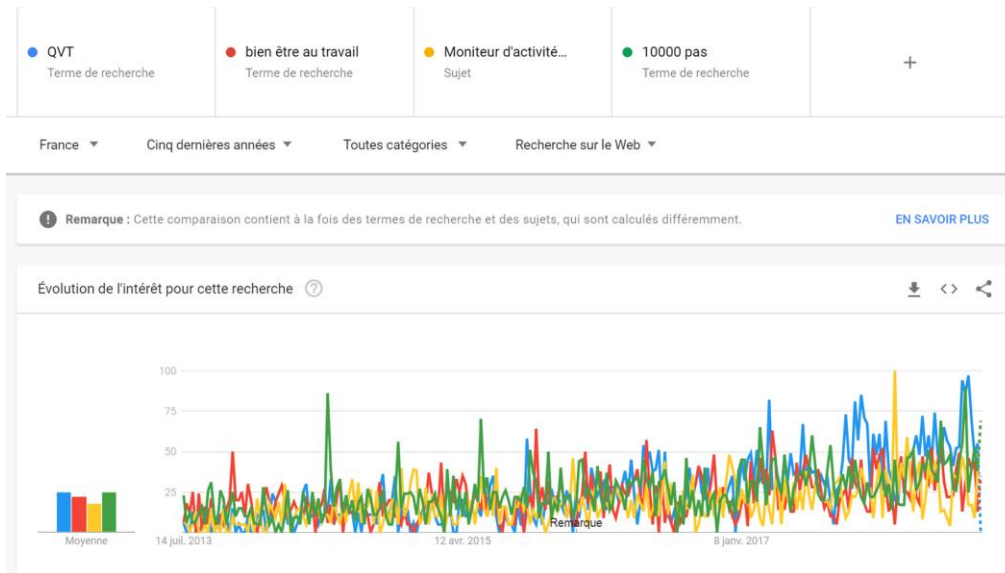 QVT
Terme de recherche
bien être au travail
Terme de recherche
Moniteur d'activité...
Sujet
10000 pas
Terme de recherche
+
France
Cinq dernières années
Toutes catégories
Recherche sur le Web
Remarque : Cette comparaison contient à la fois des termes de recherche et des sujets, qui sont calculés différemment.
EN SAVOIR PLUS
Évolution de l'intérêt pour cette recherche
100
75
50
25
Remarque
Moyenne
14 juil. 2013
12 avr. 2015
8 janv. 2017